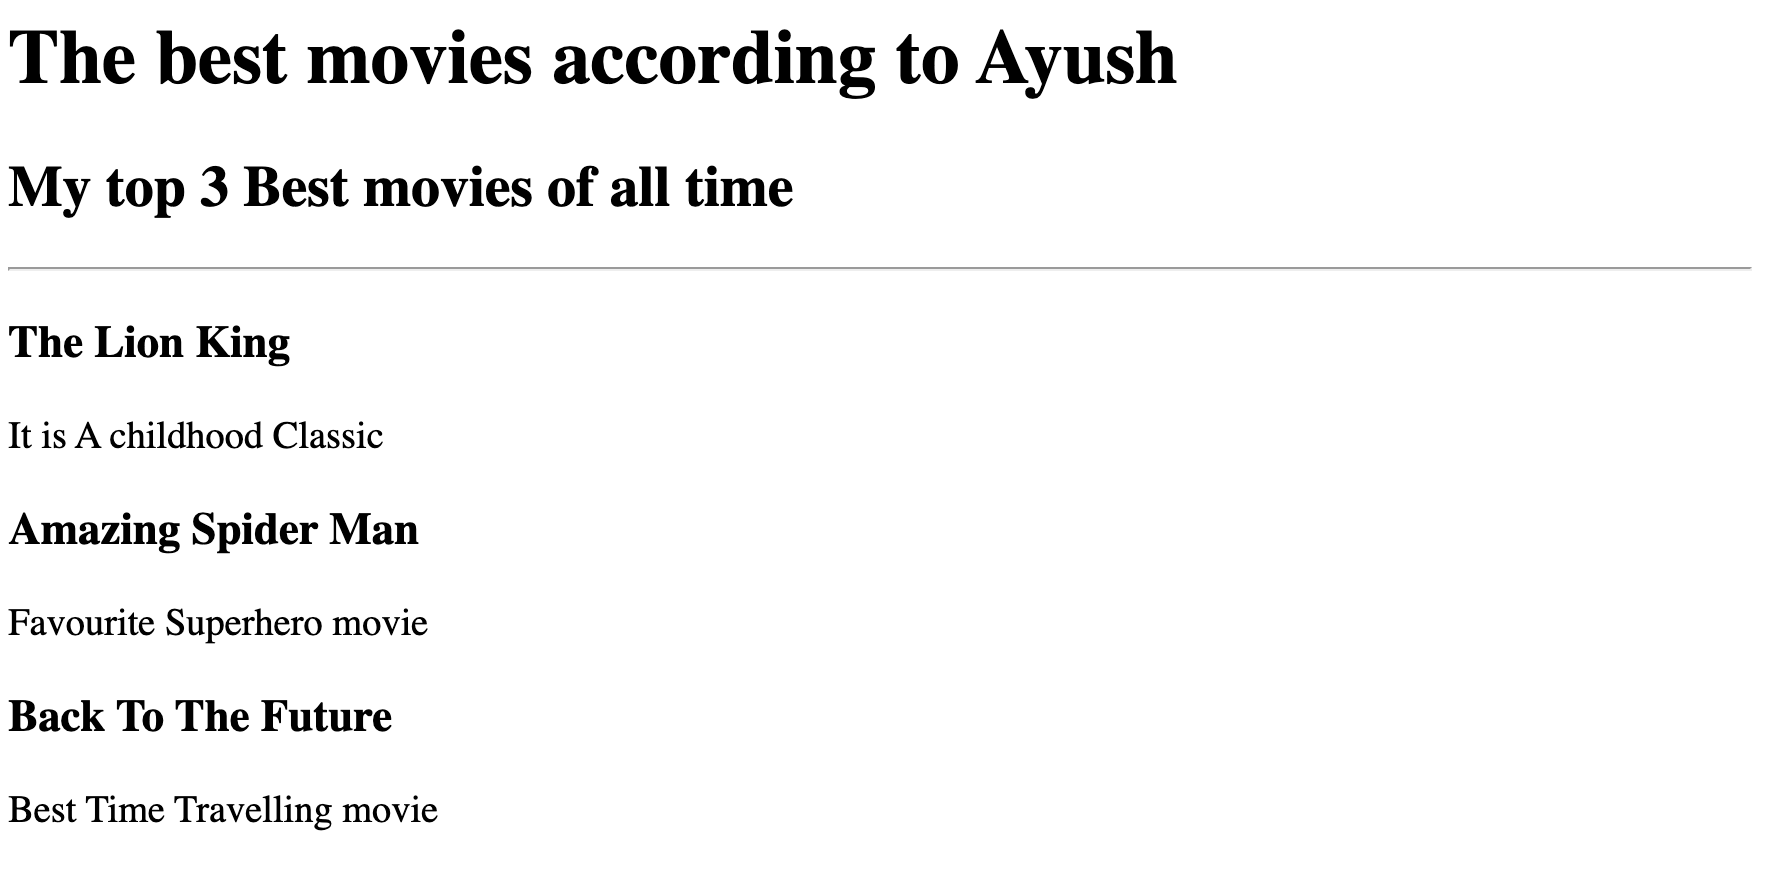 The best movies according to Ayush
My top 3 Best movies of all time
The Lion King
It is A childhood Classic
Amazing Spider Man
Favourite Superhero movie
Back To The Future
Best Time Travelling movie